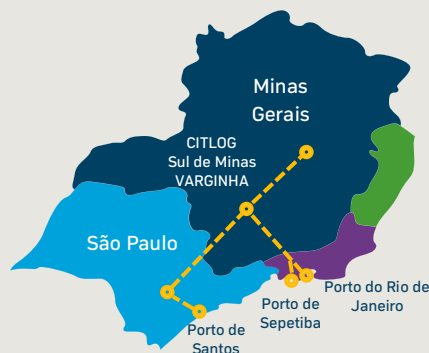 Minas
Gerais
CITLOG
Sul de Minas
VARGINHA
São Paulo
Porto do Rio de
Janeiro
Porto de
Sepetiba
Porto de
Santos